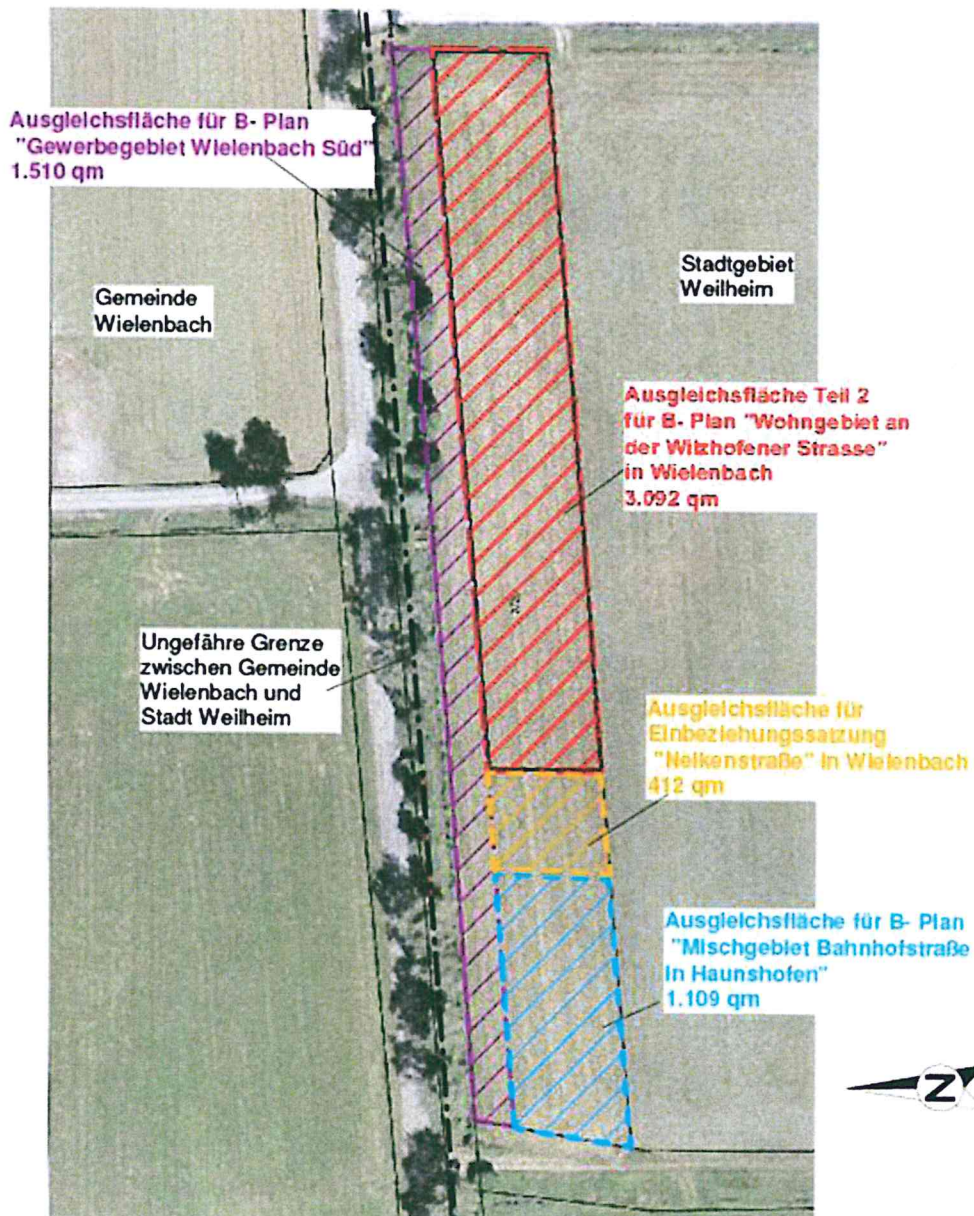 Ausgleichsfläche für B- Plan
"Gewerbegebiet Wielenbach Süd"
1.510 qm
Gemeinde
Wielenbach
Stadtgebiet
Weilheim
Ausgleichsfläche Teil 2
für B- Plan "Wohngebiet an
der Witzhofener Strasse"
in Wielenbach
3.092 qm
Ungefähre Grenze
zwischen Gemeinde
Wielenbach und
Stadt Weilheim
Ausgleichsfläche für
Einbeziehungssatzung
"Nelkenstraße" in Wielenbach
412 qm
Ausgleichsfläche für B- Plan
"Mischgebiet Bahnhofstraße
in Haunshofen"
1.109 qm
N